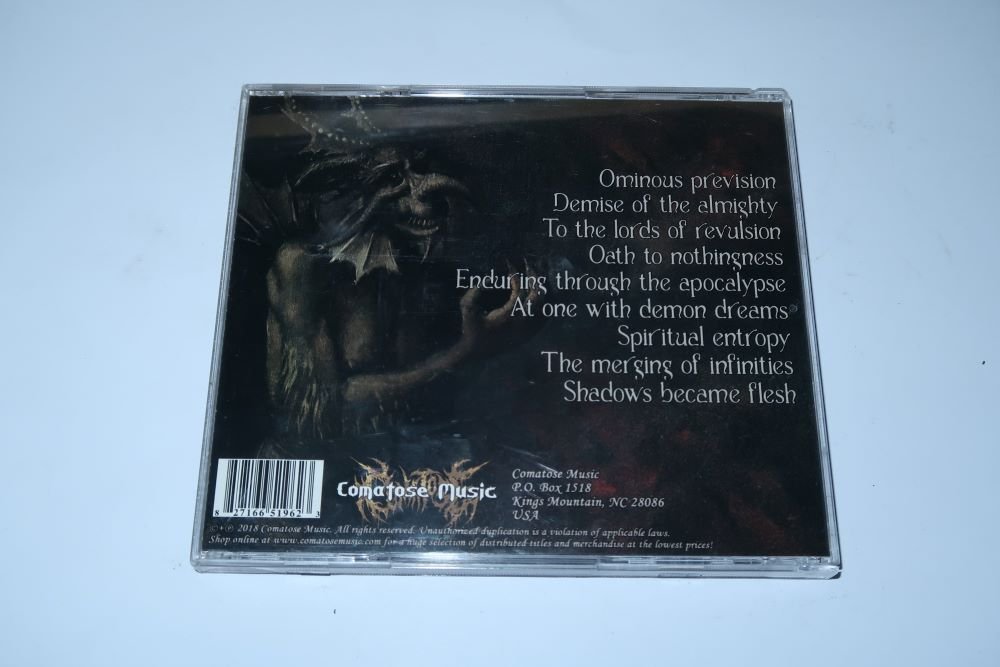 Ominous prevision
Demise of the almighty
To the lords of revulsion
Oath to nothingness
Enduring through the apocalypse
At one with demon dreams
Spiritual entropy
The merging of infinities
Shadows became flesh
Comatose Music
Comatose Music
P.O. Box 1518
Kings Mountain, NC 28086
USA
8 27166 51962 3
©+℗ 2018 Comatose Music. All rights reserved. Unauthorized duplication is a violation of applicable laws.
Shop online at www.comatosemusic.com for a huge selection of distributed titles and merchandise at the lowest prices!